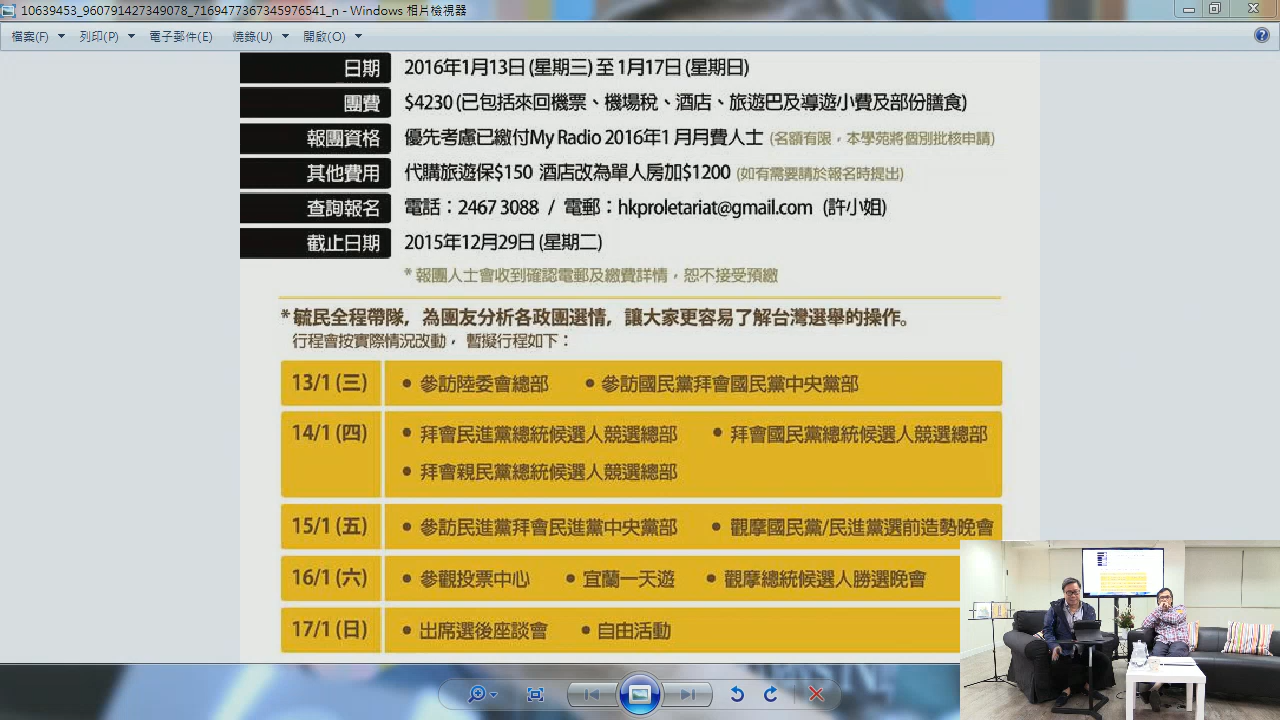 10639453_960791427349078_7169477367345976541_n - Windows 相片檢視器
檔案(F) 列印(P) 電子郵件(E) 燒錄(U) 開啟(O)
日期 2016年1月13日 (星期三) 至 1月17日 (星期日)
團費 $4230 (已包括來回機票、機場稅、酒店、旅遊巴及導遊小費及部份膳食)
報團資格 優先考慮已繳付My Radio 2016年1 月月費人士 (名額有限，本學苑將個別批核申請)
其他費用 代購旅遊保$150 酒店改為單人房加$1200 (如有需要請於報名時提出)
查詢報名 電話：2467 3088 / 電郵：hkproletariat@gmail.com (許小姐)
截止日期 2015年12月29日 (星期二)
* 報團人士會收到確認電郵及繳費詳情，恕不接受預繳
* 毓民全程帶隊，為團友分析各政團選情，讓大家更容易了解台灣選舉的操作。
行程會按實際情況改動， 暫擬行程如下：
13/1 (三) • 參訪陸委會總部 • 參訪國民黨拜會國民黨中央黨部
14/1 (四) • 拜會民進黨總統候選人競選總部 • 拜會國民黨總統候選人競選總部
• 拜會親民黨總統候選人競選總部
15/1 (五) • 參訪民進黨拜會民進黨中央黨部 • 觀摩國民黨/民進黨選前造勢晚會
16/1 (六) • 參觀投票中心 • 宜蘭一天遊 • 觀摩總統候選人勝選晚會
17/1 (日) • 出席選後座談會 • 自由活動